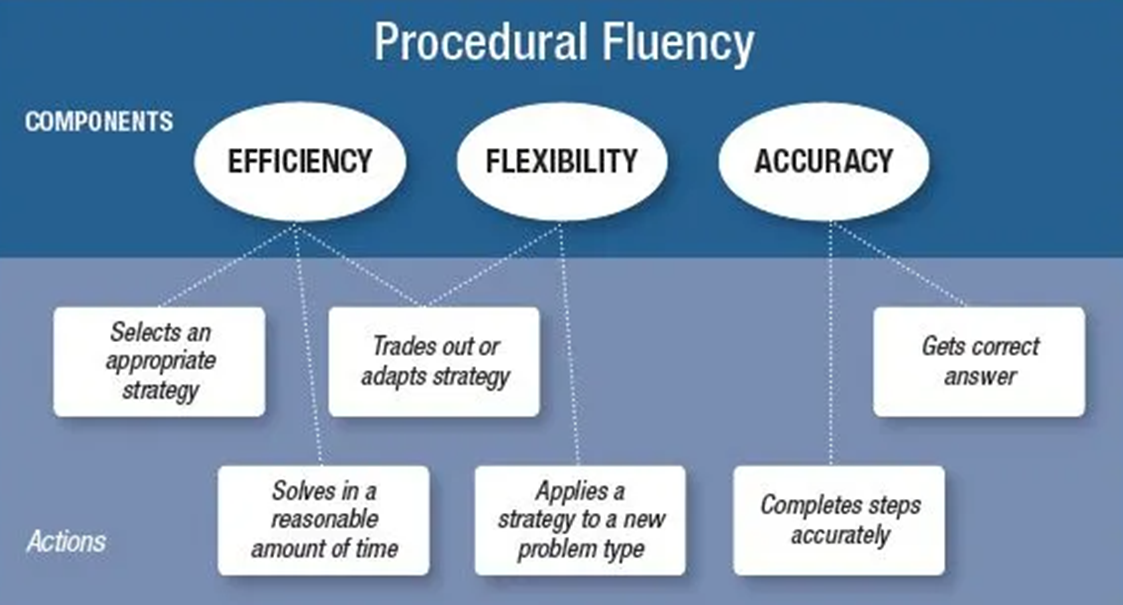 Procedural Fluency
COMPONENTS
EFFICIENCY
FLEXIBILITY
ACCURACY
Selects an
appropriate
strategy
Trades out or
adapts strategy
Gets correct
answer
Actions
Solves in a
reasonable
amount of time
Applies a
strategy to a new
problem type
Completes steps
accurately